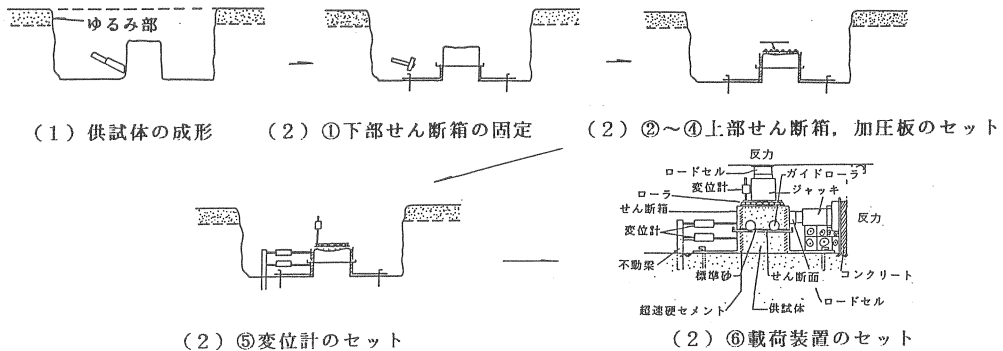 ゆるみ部
(1) 供試体の成形
(2) ①下部せん断箱の固定
(2) ②〜④上部せん断箱，加圧板のセット
(2) ⑤変位計のセット
反力
ロードセル
ガイドローラ
変位計
ジャッキ
ローラ
せん断箱
反力
変位計
不動梁
標準砂
せん断面
コンクリート
超速硬セメント
供試体
ロードセル
(2) ⑥載荷装置のセット